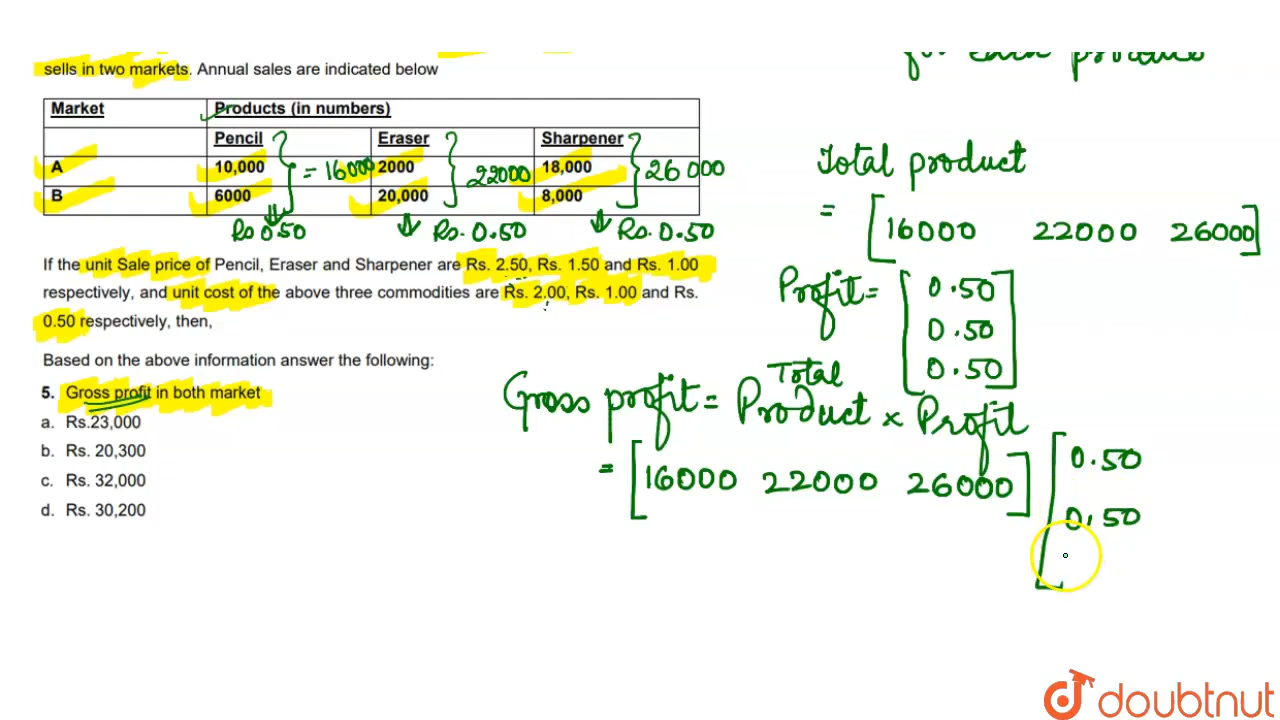 for each produc
sells in two markets. Annual sales are indicated below
Market Products (in numbers)
Pencil Eraser Sharpener
A 10,000 = 16000 2000 22000 18,000 26000
B 6000 20,000 8,000
Rs 0.50 Rs. 0.50 Rs. 0.50
If the unit Sale price of Pencil, Eraser and Sharpener are Rs. 2.50, Rs. 1.50 and Rs. 1.00
respectively, and unit cost of the above three commodities are Rs. 2.00, Rs. 1.00 and Rs.
0.50 respectively, then,
Based on the above information answer the following:
5. Gross profit in both market
a. Rs.23,000
b. Rs. 20,300
c. Rs. 32,000
d. Rs. 30,200
Total product
= [16000 22000 26000]
Profit = [0.50
0.50
0.50]
Total
Gross profit = Product × Profit
= [16000 22000 26000] [0.50
0.50
doubtnut